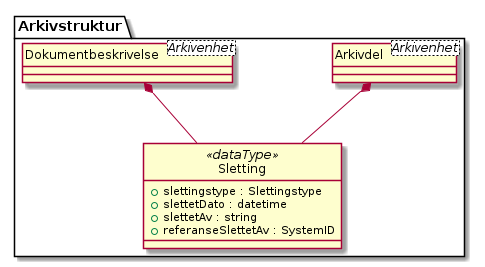 Arkivstruktur
Dokumentbeskrivelse
Arkivenhet
Arkivdel
Arkivenhet
«dataType»
Sletting
slettingstype : Slettingstype
slettetDato : datetime
slettetAv : string
referanseSlettetAv : SystemID